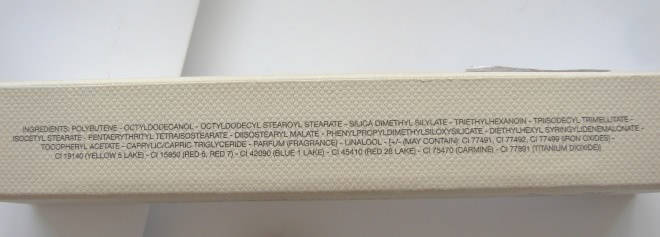 INGREDIENTS: POLYBUTENE - OCTYLDODECANOL - OCTYLDODECYL STEAROYL STEARATE - SILICA DIMETHYL SILYLATE - TRIETHYLHEXANOIN - TRIISODECYL TRIMELLITATE -
ISOCETYL STEARATE - PENTAERYTHRITYL TETRAISOSTEARATE - DIISOSTEARYL MALATE - PHENYLPROPYLDIMETHYLSILOXYSILICATE - DIETHYLHEXYL SYRINGYLIDENEMALONATE -
TOCOPHERYL ACETATE - CAPRYLIC/CAPRIC TRIGLYCERIDE - PARFUM (FRAGRANCE) - LINALOOL - [+/- (MAY CONTAIN): CI 77491, CI 77492, CI 77499 (IRON OXIDES) -
CI 19140 (YELLOW 5 LAKE) - CI 15850 (RED 6, RED 7) - CI 42090 (BLUE 1 LAKE) - CI 45410 (RED 28 LAKE) - CI 75470 (CARMINE) - CI 77891 (TITANIUM DIOXIDE)]